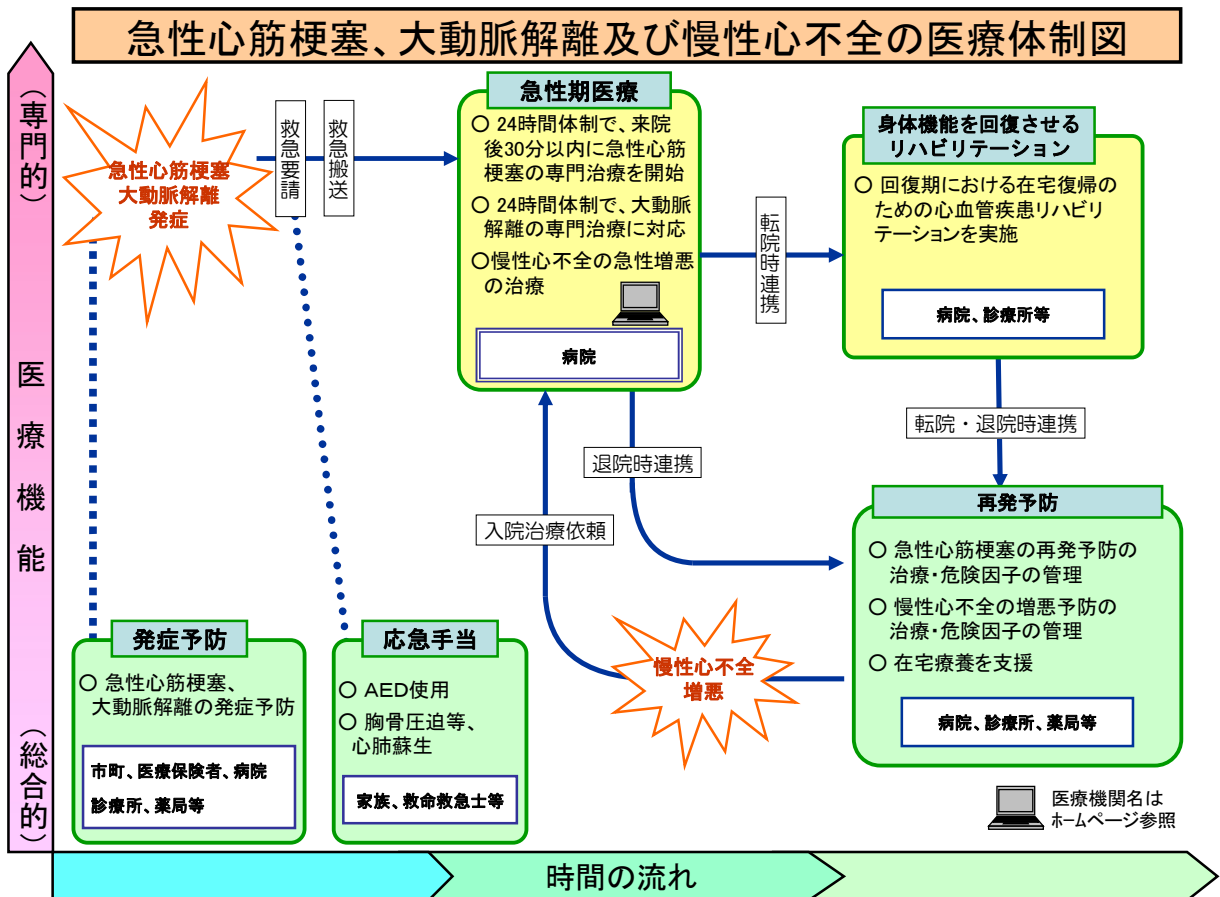 急性心筋梗塞、大動脈解離及び慢性心不全の医療体制図
(専門的)
医療機能
(総合的)
急性心筋梗塞
大動脈解離
発症
救急要請
救急搬送
急性期医療
○ 24時間体制で、来院
後30分以内に急性心筋
梗塞の専門治療を開始
○ 24時間体制で、大動脈
解離の専門治療に対応
○慢性心不全の急性増悪
の治療
病院
転院時連携
身体機能を回復させる
リハビリテーション
○ 回復期における在宅復帰の
ための心血管疾患リハビリ
テーションを実施
病院、診療所等
転院・退院時連携
退院時連携
入院治療依頼
再発予防
○ 急性心筋梗塞の再発予防の
治療・危険因子の管理
○ 慢性心不全の増悪予防の
治療・危険因子の管理
○ 在宅療養を支援
病院、診療所、薬局等
慢性心不全
増悪
発症予防
○ 急性心筋梗塞、
大動脈解離の発症予防
市町、医療保険者、病院
診療所、薬局等
応急手当
○ AED使用
○ 胸骨圧迫等、
心肺蘇生
家族、救命救急士等
医療機関名は
ホームページ参照
時間の流れ